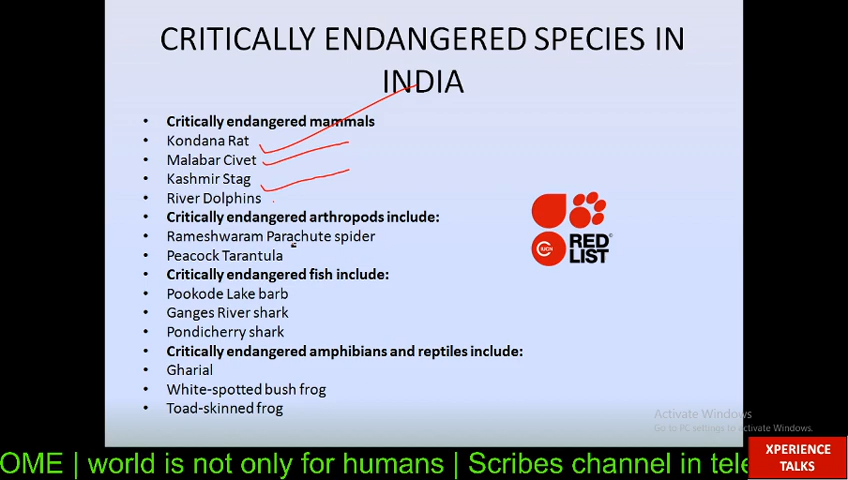 CRITICALLY ENDANGERED SPECIES IN
INDIA
• Critically endangered mammals
• Kondana Rat
• Malabar Civet
• Kashmir Stag
• River Dolphins
• Critically endangered arthropods include:
• Rameshwaram Parachute spider
• Peacock Tarantula
• Critically endangered fish include:
• Pookode Lake barb
• Ganges River shark
• Pondicherry shark
• Critically endangered amphibians and reptiles include:
• Gharial
• White-spotted bush frog
• Toad-skinned frog
IUCN
RED
LIST
Activate Windows
Go to PC settings to activate Windows.
OME | world is not only for humans | Scribes channel in tele
XPERIENCE
TALKS